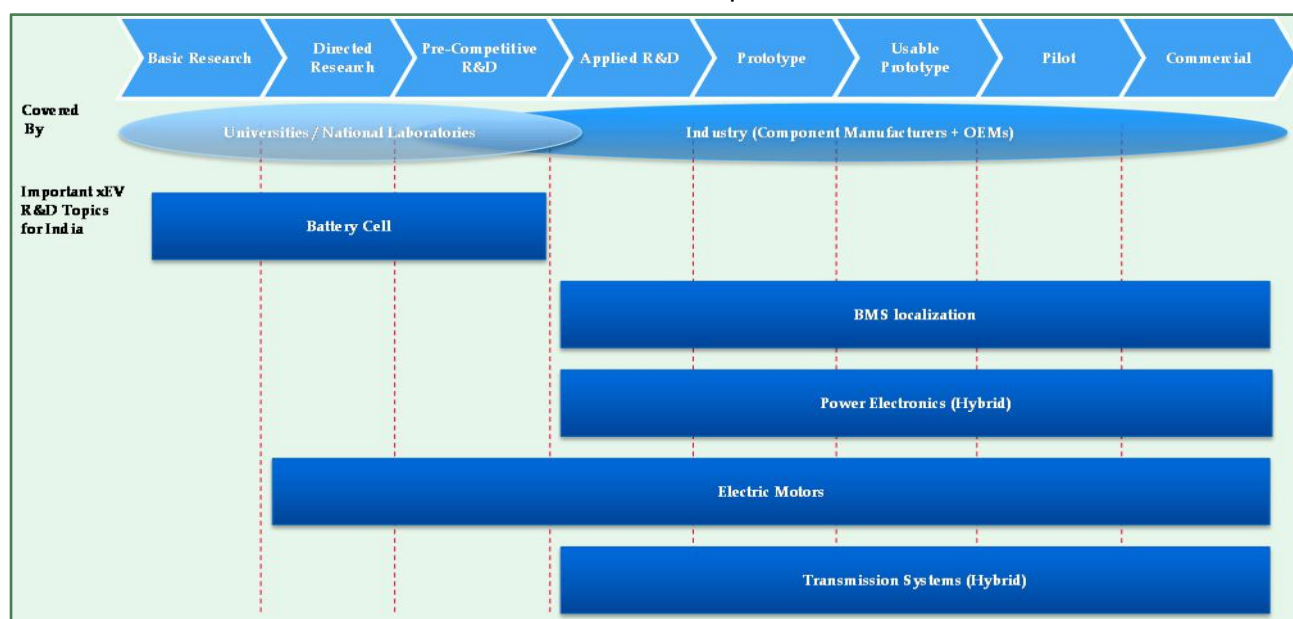 Basic Research
Directed
Research
Pre-Competitive
R&D
Applied R&D
Prototype
Usable
Prototype
Pilot
Commercial
Covered
By
Universities / National Laboratories
Industry (Component Manufacturers + OEMs)
Important xEV
R&D Topics
for India
Battery Cell
BMS localization
Power Electronics (Hybrid)
Electric Motors
Transmission Systems (Hybrid)